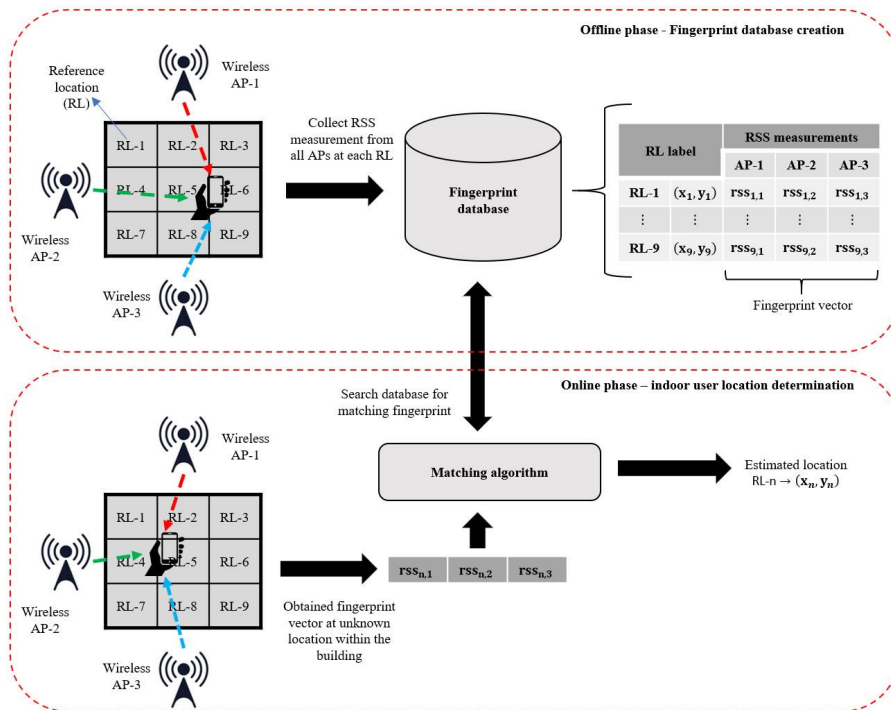 Offline phase - Fingerprint database creation
Wireless
AP-1
Reference
location
(RL)
RL-1 RL-2 RL-3
RL-4 RL-5 RL-6
RL-7 RL-8 RL-9
Wireless
AP-2
Wireless
AP-3
Collect RSS
measurement from
all APs at each RL
Fingerprint
database
RL label RSS measurements
AP-1 AP-2 AP-3
RL-1 (x₁, y₁) rss₁,₁ rss₁,₂ rss₁,₃
⋮ ⋮ ⋮ ⋮ ⋮
RL-9 (x₉, y₉) rss₉,₁ rss₉,₂ rss₉,₃
Fingerprint vector
Online phase – indoor user location determination
Search database for
matching fingerprint
Wireless
AP-1
RL-1 RL-2 RL-3
RL-4 RL-5 RL-6
RL-7 RL-8 RL-9
Wireless
AP-2
Wireless
AP-3
Obtained fingerprint
vector at unknown
location within the
building
rssₙ,₁ rssₙ,₂ rssₙ,₃
Matching algorithm
Estimated location
RL-n → (xₙ, yₙ)